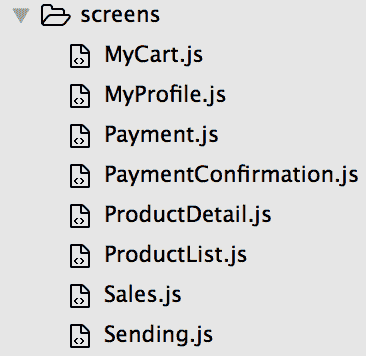 screens
MyCart.js
MyProfile.js
Payment.js
PaymentConfirmation.js
ProductDetail.js
ProductList.js
Sales.js
Sending.js